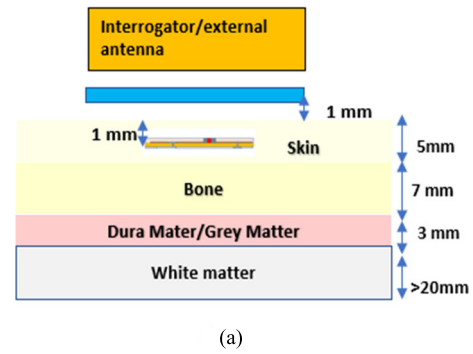 Interrogator/external
antenna
1 mm
1 mm
Skin
5mm
Bone
7 mm
Dura Mater/Grey Matter
3 mm
White matter
>20mm
(a)